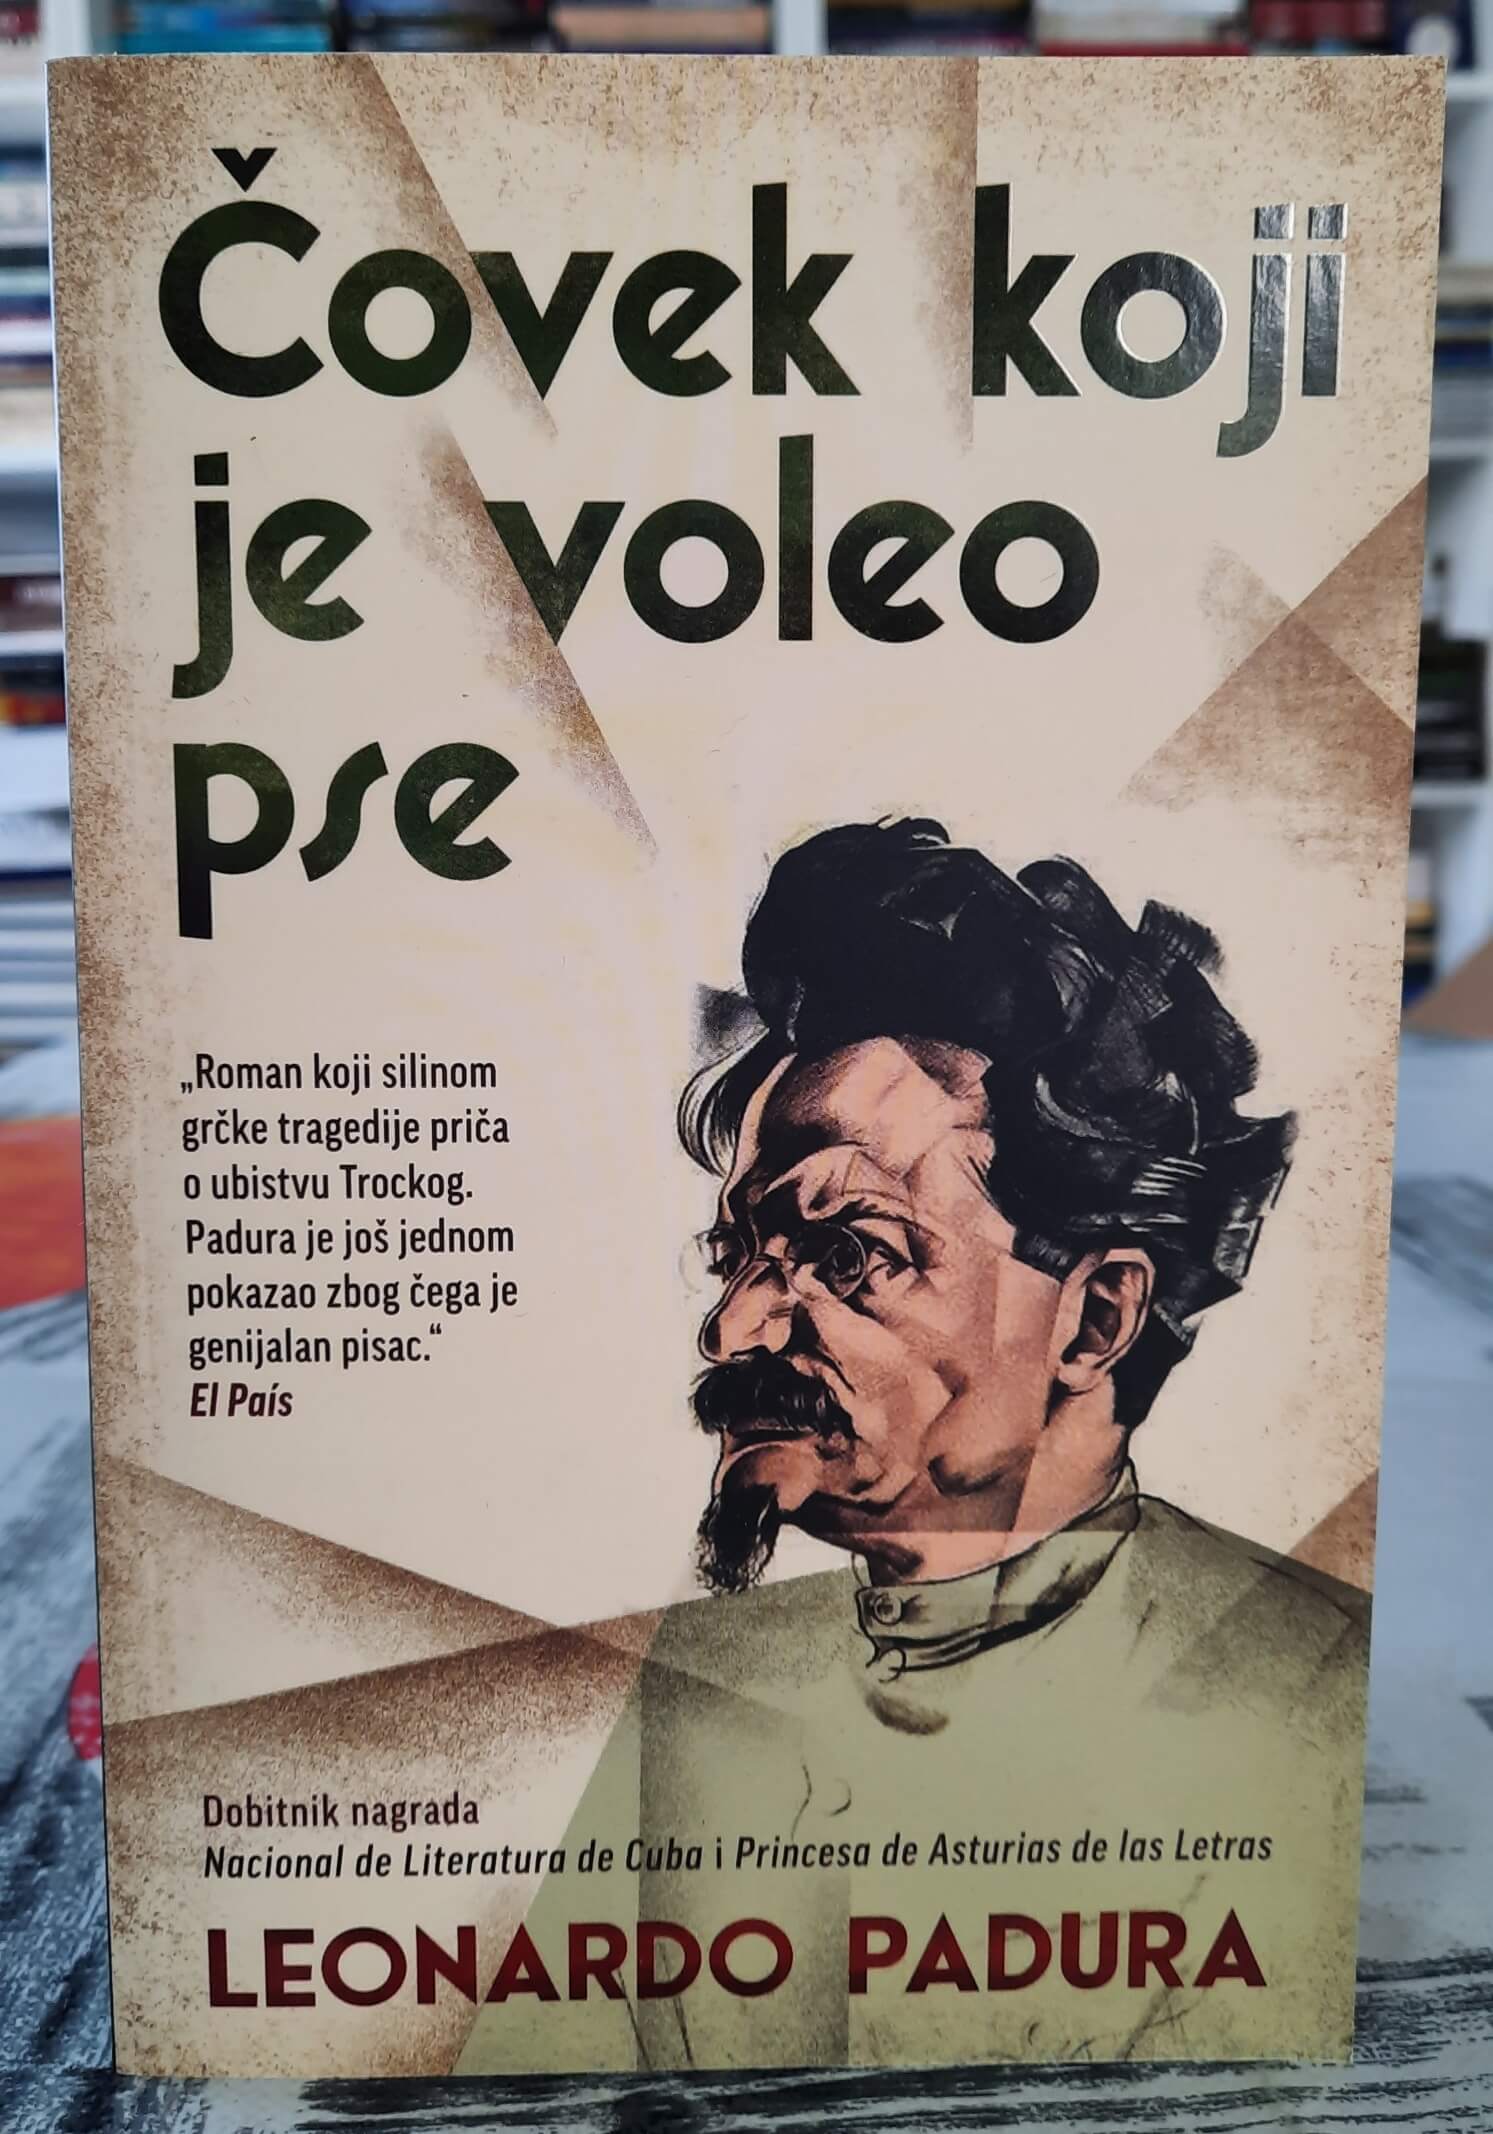 Čovek koji
je voleo
pse
„Roman koji silinom
grčke tragedije priča
o ubistvu Trockog.
Padura je još jednom
pokazao zbog čega je
genijalan pisac.“
El País
Dobitnik nagrada
Nacional de Literatura de Cuba i Princesa de Asturias de las Letras
LEONARDO PADURA